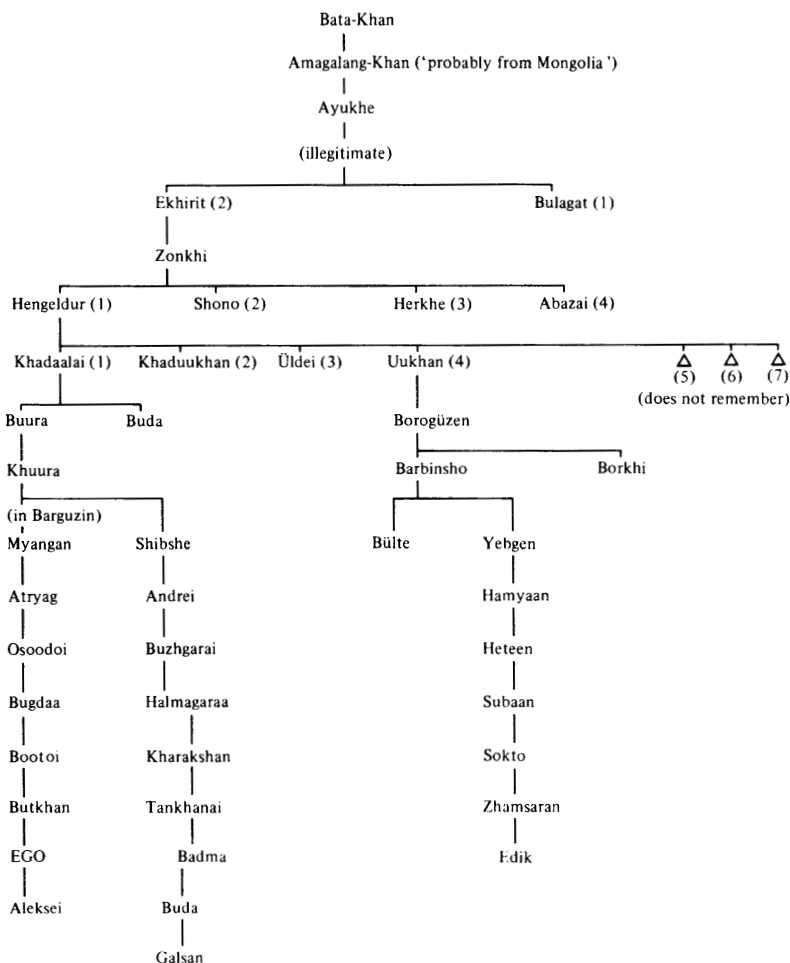 Bata-Khan
Amagalang-Khan ('probably from Mongolia')
Ayukhe
(illegitimate)
Ekhirit (2) Bulagat (1)
Zonkhi
Hengeldur (1) Shono (2) Herkhe (3) Abazai (4)
Khadaalai (1) Khaduukhan (2) Üldei (3) Uukhan (4) (5) (6) (7)
(does not remember)
Buura Buda Borogüzen
Khuura Barbinsho Borkhi
(in Barguzin)
Myangan Shibshe Bülte Yebgen
Atryag Andrei Hamyaan
Osoodoi Buzhgarai Heteen
Bugdaa Halmagaraa Subaan
Bootoi Kharakshan Sokto
Butkhan Tankhanai Zhamsaran
EGO Badma Edik
Aleksei Buda
Galsan